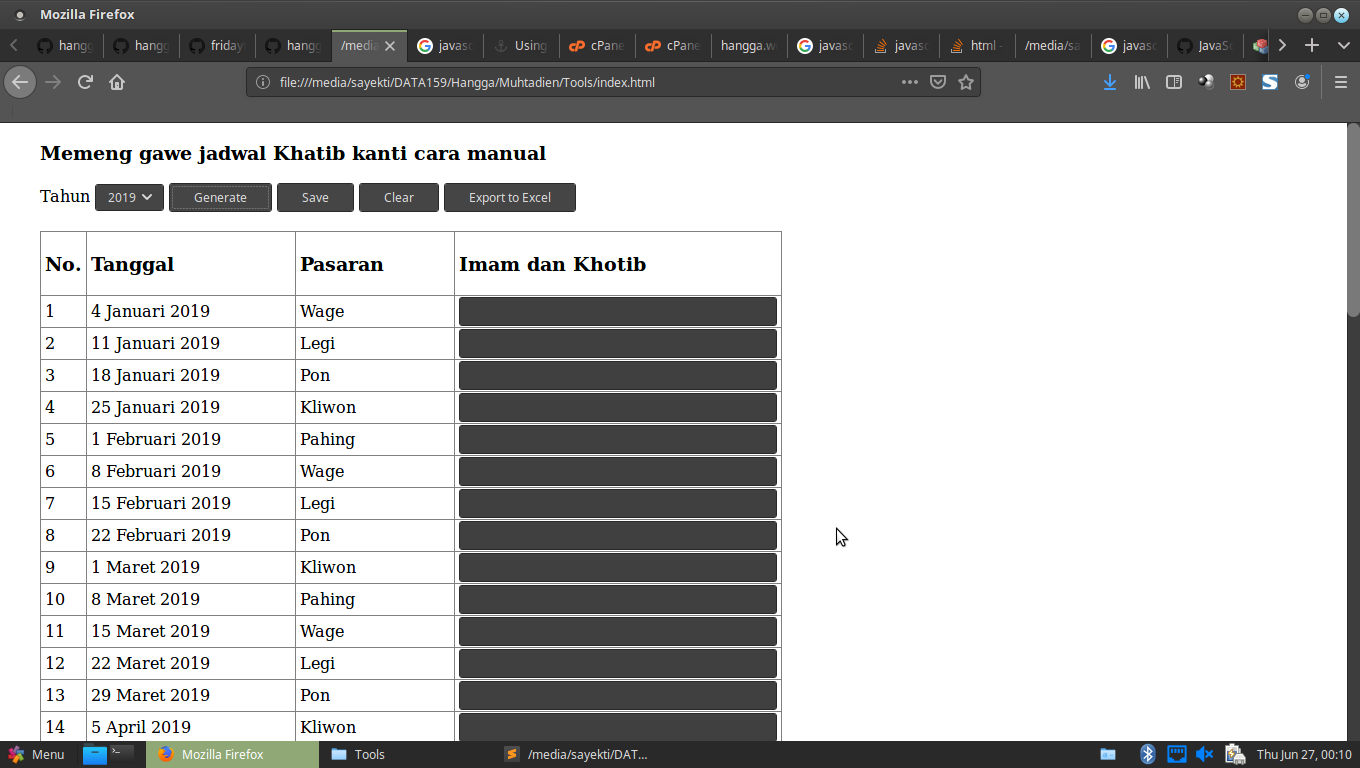 Mozilla Firefox
hangg hangg friday hangg /media javasc Using cPane cPane hangga.w javasc javasc html - /media/sa javasc JavaSc
file:///media/sayekti/DATA159/Hangga/Muhtadien/Tools/index.html
Memeng gawe jadwal Khatib kanti cara manual
Tahun 2019 Generate Save Clear Export to Excel
No. Tanggal Pasaran Imam dan Khotib
1 4 Januari 2019 Wage
2 11 Januari 2019 Legi
3 18 Januari 2019 Pon
4 25 Januari 2019 Kliwon
5 1 Februari 2019 Pahing
6 8 Februari 2019 Wage
7 15 Februari 2019 Legi
8 22 Februari 2019 Pon
9 1 Maret 2019 Kliwon
10 8 Maret 2019 Pahing
11 15 Maret 2019 Wage
12 22 Maret 2019 Legi
13 29 Maret 2019 Pon
14 5 April 2019 Kliwon
Menu Mozilla Firefox Tools /media/sayekti/DAT... Thu Jun 27, 00:10